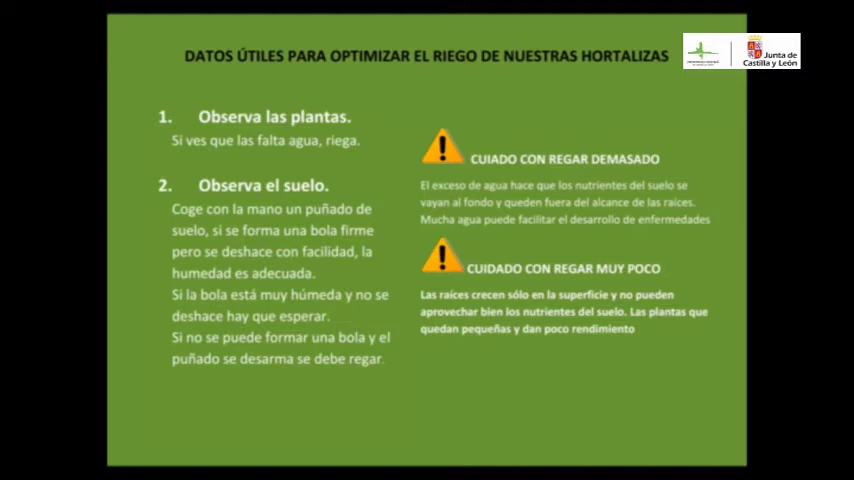 DATOS ÚTILES PARA OPTIMIZAR EL RIEGO DE NUESTRAS HORTALIZAS
Junta de
Castilla y León
1. Observa las plantas.
Si ves que las falta agua, riega.
2. Observa el suelo.
Coge con la mano un puñado de
suelo, si se forma una bola firme
pero se deshace con facilidad, la
humedad es adecuada.
Si la bola está muy húmeda y no se
deshace hay que esperar.
Si no se puede formar una bola y el
puñado se desarma se debe regar.
CUIADO CON REGAR DEMASADO
El exceso de agua hace que los nutrientes del suelo se
vayan al fondo y queden fuera del alcance de las raíces.
Mucha agua puede facilitar el desarrollo de enfermedades
CUIDADO CON REGAR MUY POCO
Las raíces crecen sólo en la superficie y no pueden
aprovechar bien los nutrientes del suelo. Las plantas que
quedan pequeñas y dan poco rendimiento